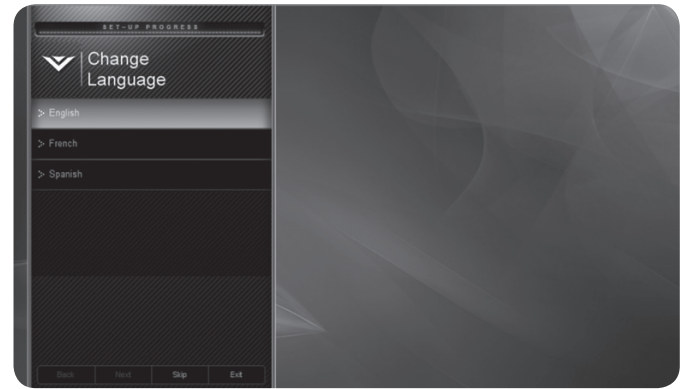 SET-UP PROGRESS
Change
Language
English
French
Spanish
Back Next Skip Exit